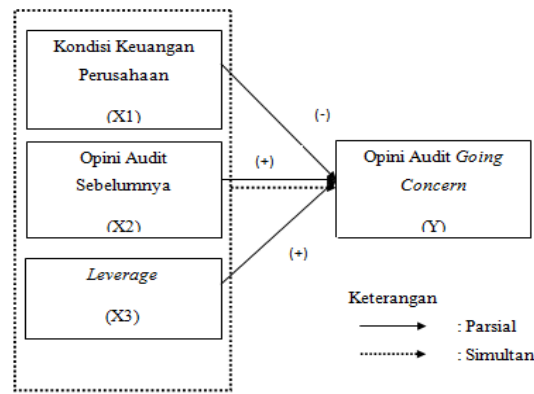 Kondisi Keuangan
Perusahaan
(X1)
(-)
Opini Audit
Sebelumnya
(X2)
(+)
Opini Audit Going
Concern
(Y)
Leverage
(X3)
(+)
Keterangan
: Parsial
: Simultan